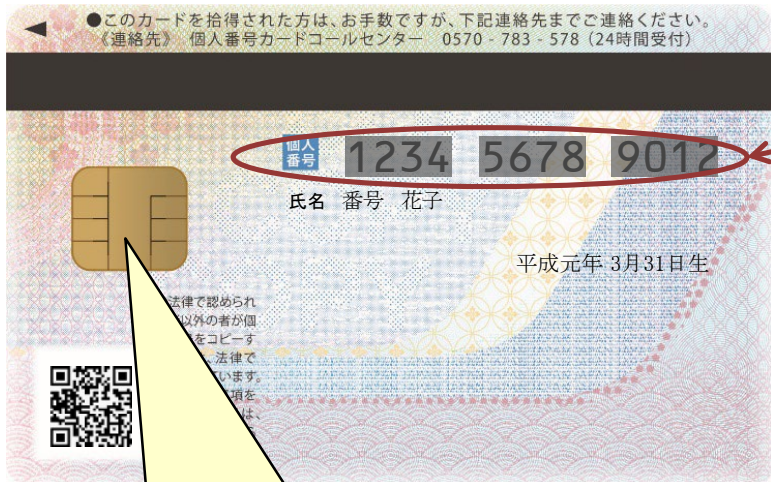 ●このカードを拾得された方は、お手数ですが、下記連絡先までご連絡ください。
《連絡先》 個人番号カードコールセンター 0570-783-578（24時間受付）
個人番号 1234 5678 9012
氏名 番号 花子
平成元年 3月31日生
法律で認められ
以外の者が個
をコピーす
法律で
います。
項を
は、